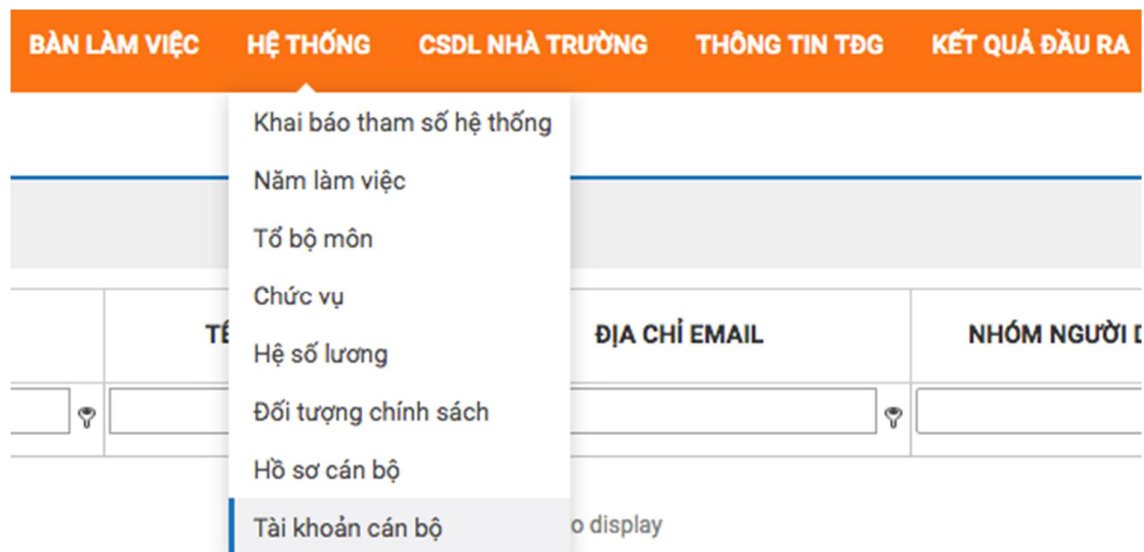 BÀN LÀM VIỆC HỆ THỐNG CSDL NHÀ TRƯỜNG THÔNG TIN TĐG KẾT QUẢ ĐẦU RA
Khai báo tham số hệ thống
Năm làm việc
Tổ bộ môn
Chức vụ
ĐỊA CHỈ EMAIL NHÓM NGƯỜI
Hệ số lương
Đối tượng chính sách
Hồ sơ cán bộ
Tài khoản cán bộ
display